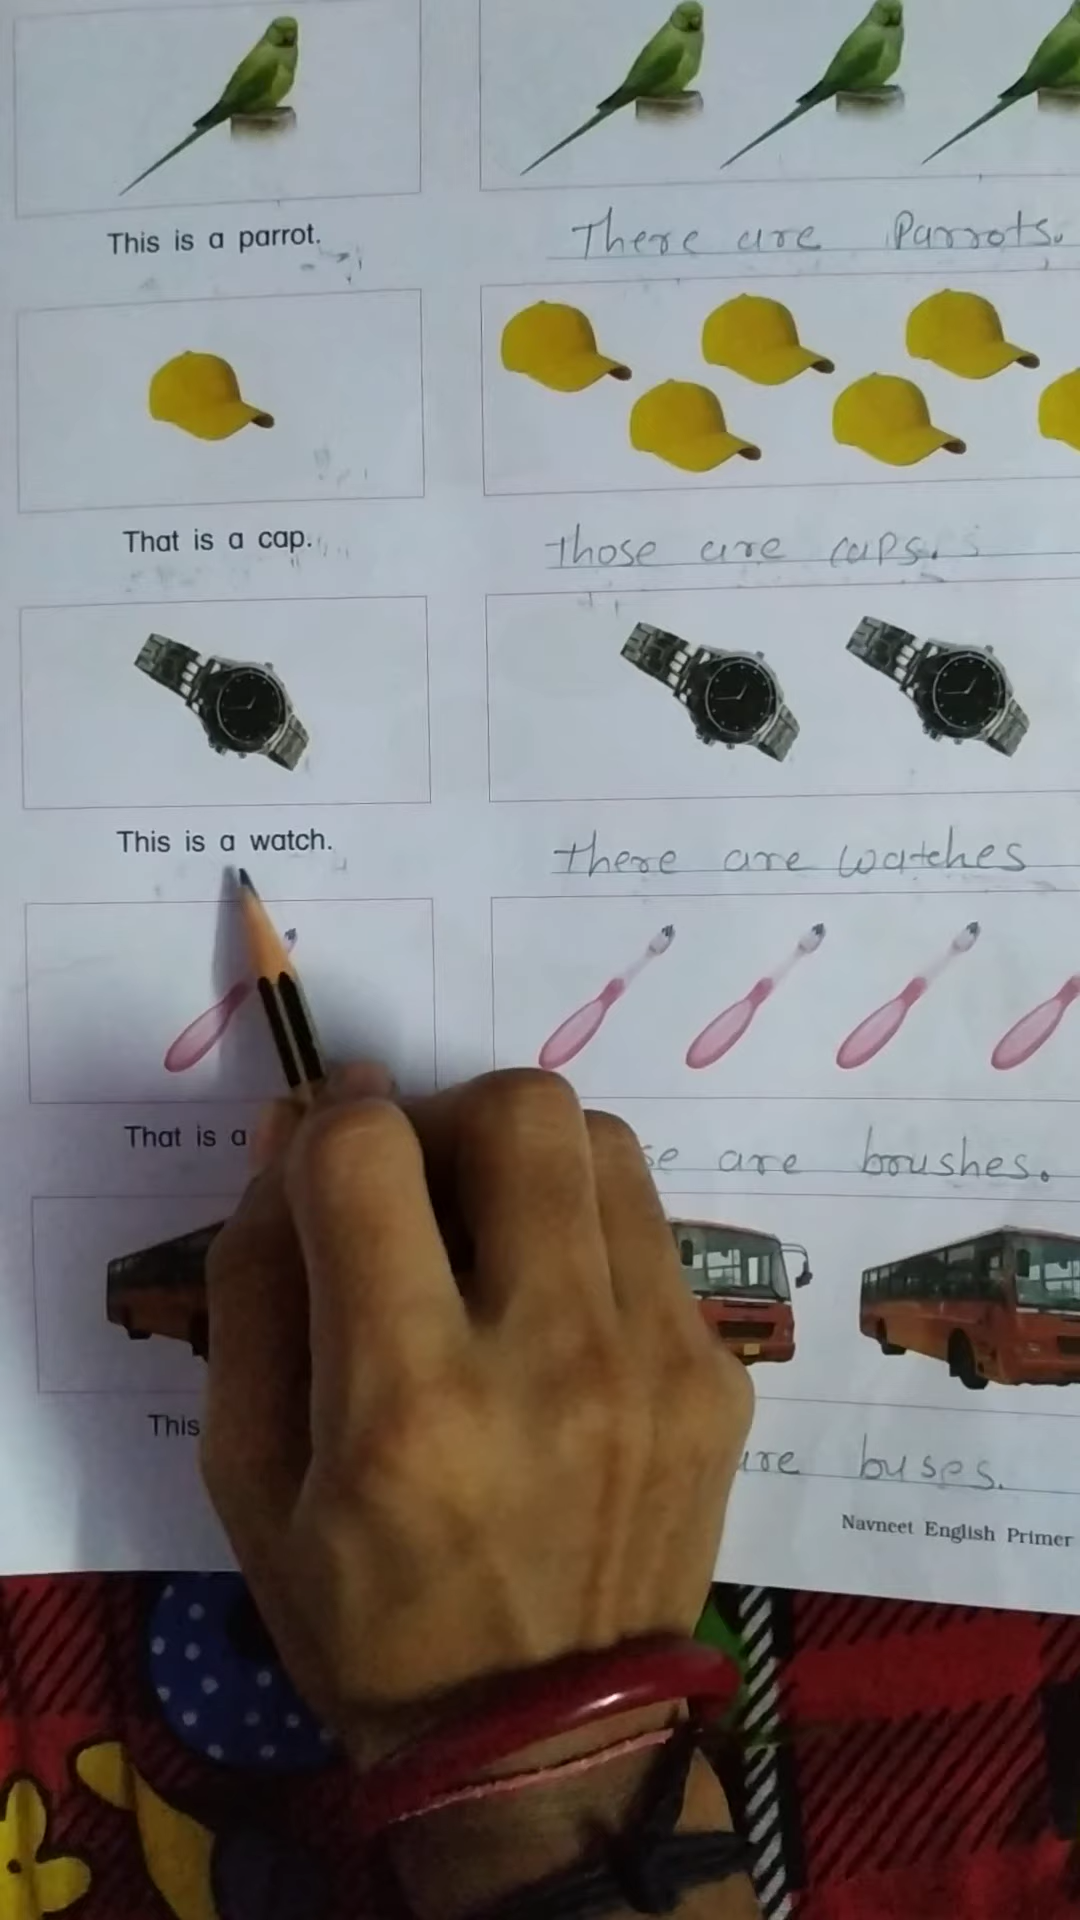 This is a parrot.
There are Parrots.
That is a cap.
Those are caps.
This is a watch.
There are watches
That is a
se are brushes.
This
are buses.
Navneet English Primer